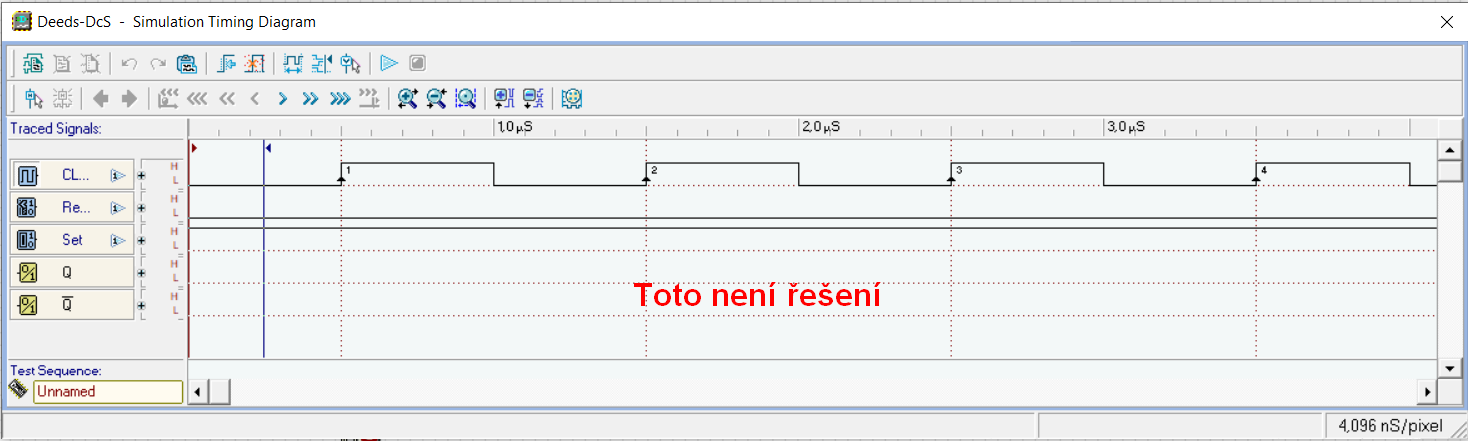 Deeds-DcS - Simulation Timing Diagram
Traced Signals:
1,0 µS
2,0 µS
3,0 µS
CL...
H
L
1
2
3
4
Re...
H
L
Set
H
L
Q
H
L
Q̅
H
L
Toto není řešení
Test Sequence:
Unnamed
4,096 nS/pixel